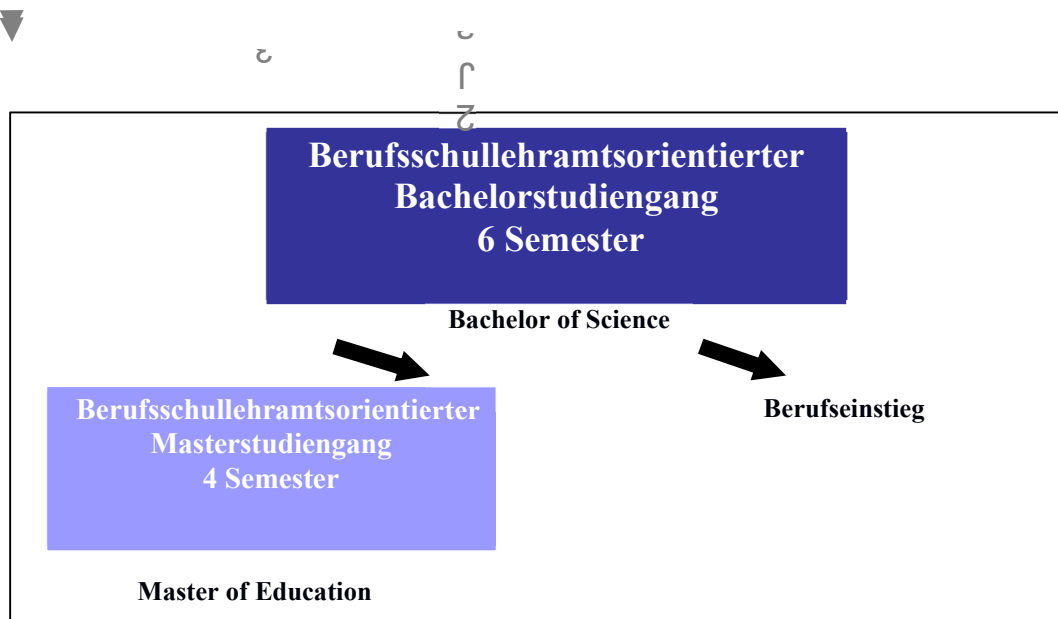 Berufsschullehramtsorientierter
Bachelorstudiengang
6 Semester
Bachelor of Science
Berufsschullehramtsorientierter
Masterstudiengang
4 Semester
Berufseinstieg
Master of Education